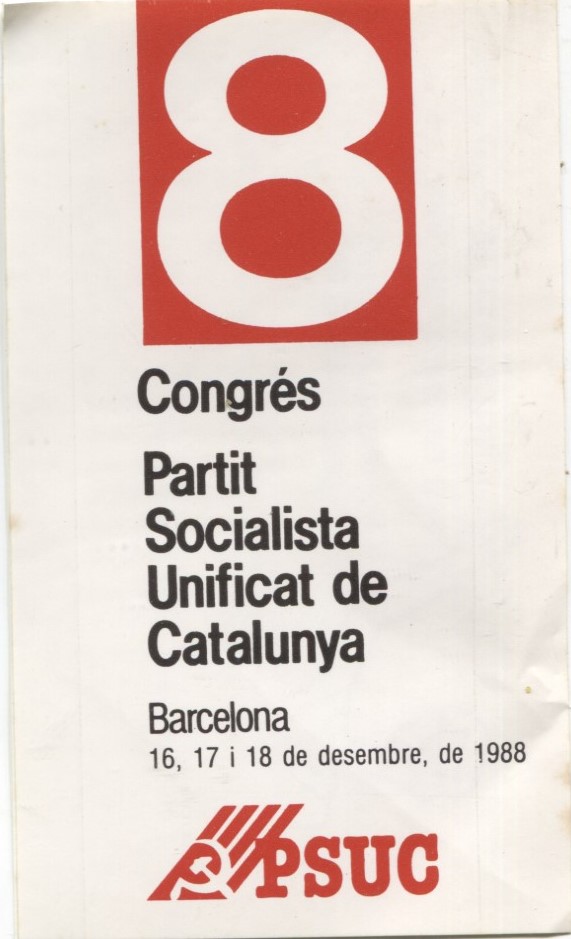 8
Congrés
Partit
Socialista
Unificat de
Catalunya
Barcelona
16, 17 i 18 de desembre, de 1988
PSUC